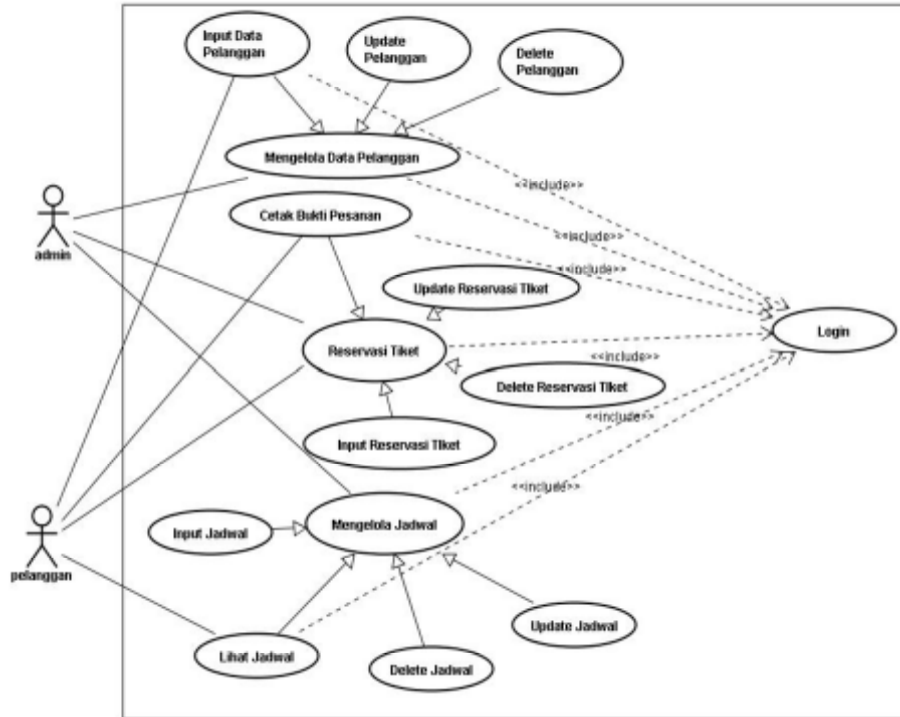 Input Data
Pelanggan
Update
Pelanggan
Delete
Pelanggan
Mengelola Data Pelanggan
<<include>>
Cetak Bukti Pesanan
admin
<<include>>
<<include>>
Update Reservasi Tiket
Login
Reservasi Tiket
<<include>>
Delete Reservasi Tiket
<<include>>
Input Reservasi Tiket
<<include>>
Mengelola Jadwal
Input Jadwal
pelanggan
Update Jadwal
Lihat Jadwal
Delete Jadwal